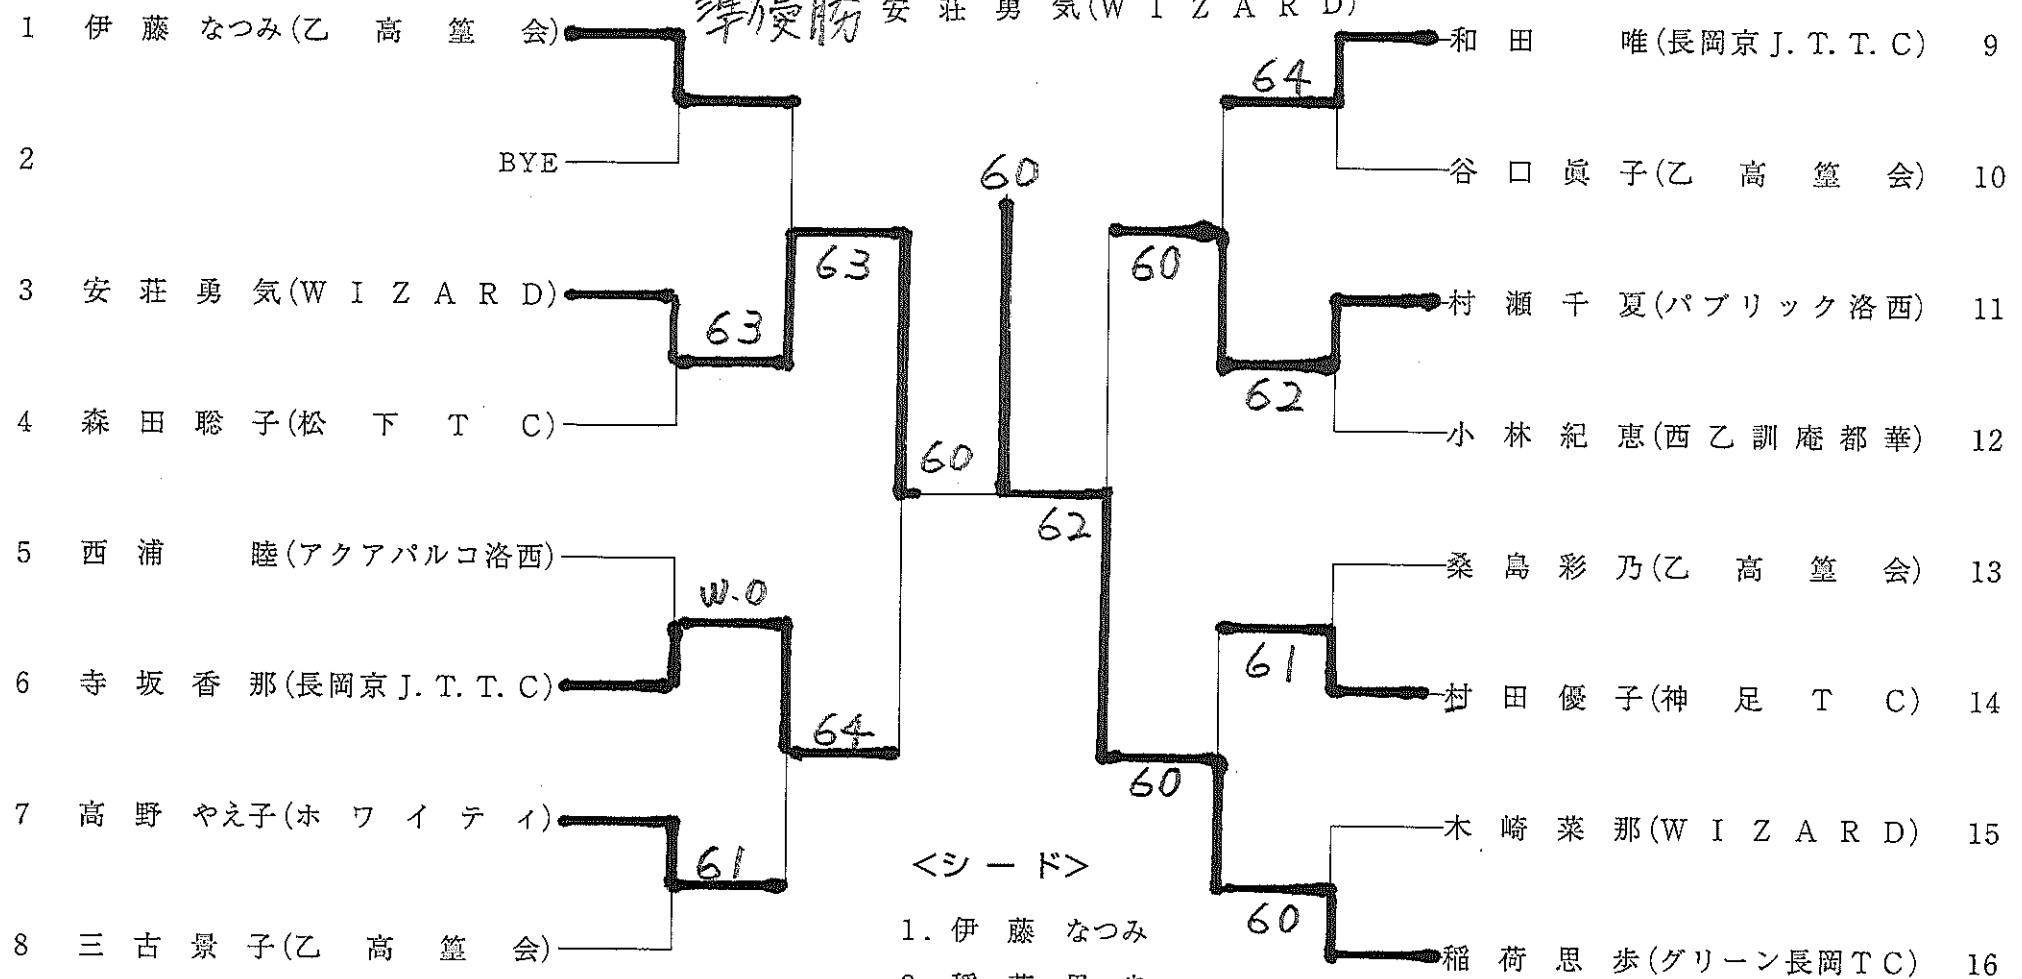 準優勝 安荘勇気(WIZARD)
1 伊藤 なつみ(乙高篁会)
2 BYE
3 安荘勇気(WIZARD)
4 森田聡子(松下TC)
5 西浦 睦(アクアパルコ洛西)
6 寺坂香那(長岡京J.T.T.C)
7 高野 やえ子(ホワイティ)
8 三古景子(乙高篁会)
63
63
W.O
64
61
60
60
62
<シード>
1. 伊藤 なつみ
和田 唯(長岡京J.T.T.C) 9
谷口眞子(乙高篁会) 10
村瀬千夏(パブリック洛西) 11
小林紀恵(西乙訓庵都華) 12
桑島彩乃(乙高篁会) 13
村田優子(神足TC) 14
木崎菜那(WIZARD) 15
稲荷思歩(グリーン長岡TC) 16
64
60
62
61
60
60